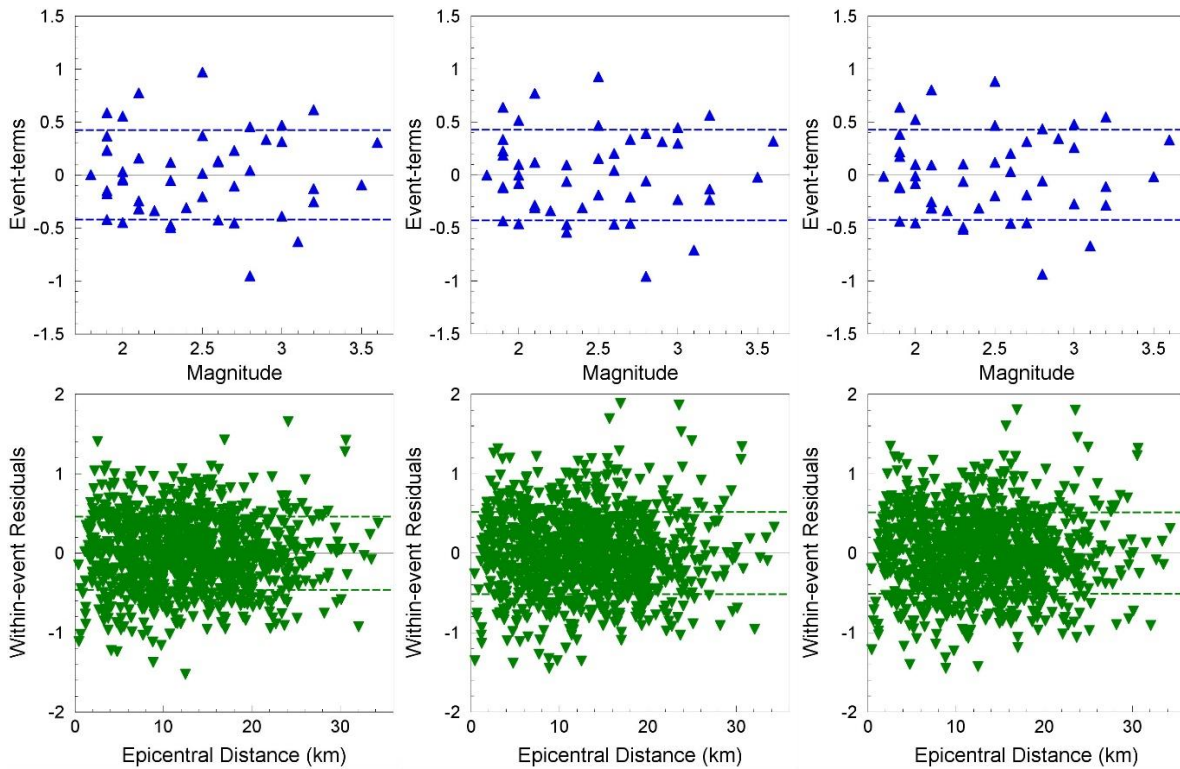 1.5 1.5 1.5
1 1 1
0.5 0.5 0.5
0 0 0
-0.5 -0.5 -0.5
-1 -1 -1
-1.5 -1.5 -1.5
Event-terms Event-terms Event-terms
2 2.5 3 3.5 2 2.5 3 3.5 2 2.5 3 3.5
Magnitude Magnitude Magnitude
2 2 2
1 1 1
0 0 0
-1 -1 -1
-2 -2 -2
Within-event Residuals Within-event Residuals Within-event Residuals
0 10 20 30 0 10 20 30 0 10 20 30
Epicentral Distance (km) Epicentral Distance (km) Epicentral Distance (km)